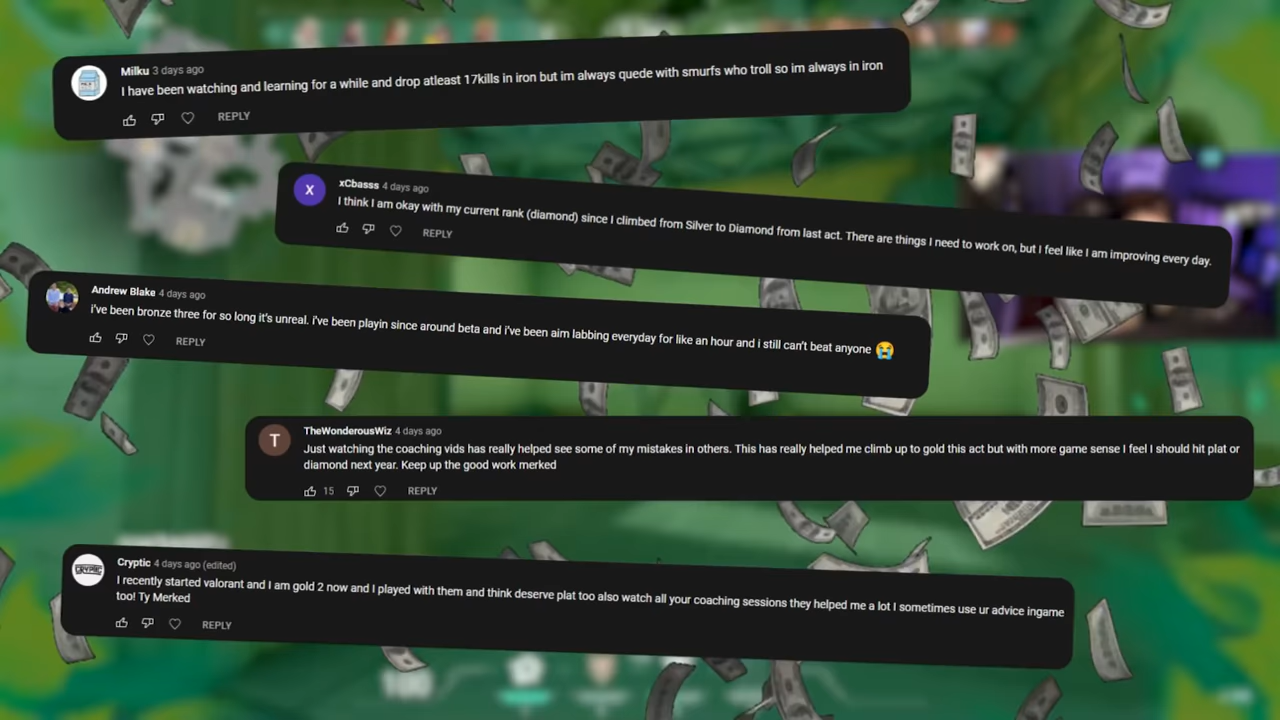 Milku 3 days ago
I have been watching and learning for a while and drop atleast 17kills in iron but im always quede with smurfs who troll so im always in iron
REPLY
X
xCbasss 4 days ago
I think I am okay with my current rank (diamond) since I climbed from Silver to Diamond from last act. There are things I need to work on, but I feel like I am improving every day.
REPLY
Andrew Blake 4 days ago
i've been bronze three for so long it's unreal. i've been playin since around beta and i've been aim labbing everyday for like an hour and i still can't beat anyone 😭
REPLY
T
TheWonderousWiz 4 days ago
Just watching the coaching vids has really helped see some of my mistakes in others. This has really helped me climb up to gold this act but with more game sense I feel I should hit plat or
diamond next year. Keep up the good work merked
15 REPLY
CRYPTIC
Cryptic 4 days ago (edited)
I recently started valorant and I am gold 2 now and I played with them and think deserve plat too also watch all your coaching sessions they helped me a lot I sometimes use ur advice ingame
too! Ty Merked
REPLY
100